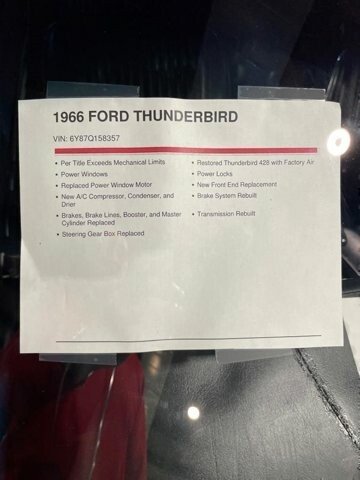 1966 FORD THUNDERBIRD
VIN: 6Y87Q158357
• Per Title Exceeds Mechanical Limits
• Power Windows
• Replaced Power Window Motor
• New A/C Compressor, Condenser, and
Drier
• Brakes, Brake Lines, Booster, and Master
Cylinder Replaced
• Steering Gear Box Replaced
• Restored Thunderbird 428 with Factory Air
• Power Locks
• New Front End Replacement
• Brake System Rebuilt
• Transmission Rebuilt